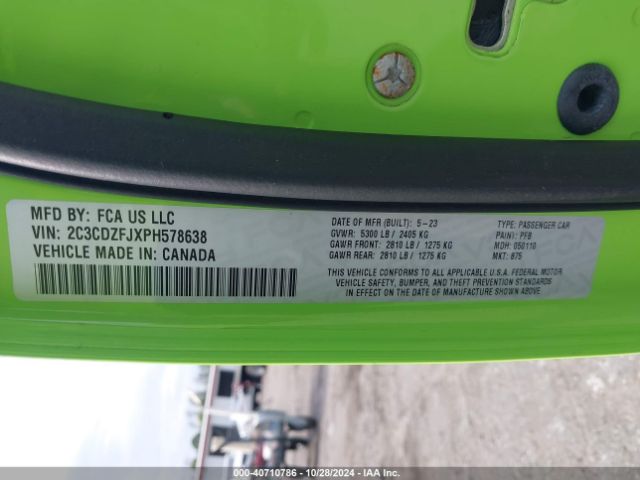 MFD BY: FCA US LLC
VIN: 2C3CDZFJXPH578638
VEHICLE MADE IN: CANADA
DATE OF MFR (BUILT): 5-23
GVWR: 5300 LB / 2405 KG
GAWR FRONT: 2810 LB / 1275 KG
GAWR REAR: 2810 LB / 1275 KG
TYPE: PASSENGER CAR
PAINT: PFB
MDH: 050110
MKT: 875
THIS VEHICLE CONFORMS TO ALL APPLICABLE U.S.A. FEDERAL MOTOR
VEHICLE SAFETY, BUMPER, AND THEFT PREVENTION STANDARDS
IN EFFECT ON THE DATE OF MANUFACTURE SHOWN ABOVE
000-40710786 - 10/28/2024 - IAA Inc.